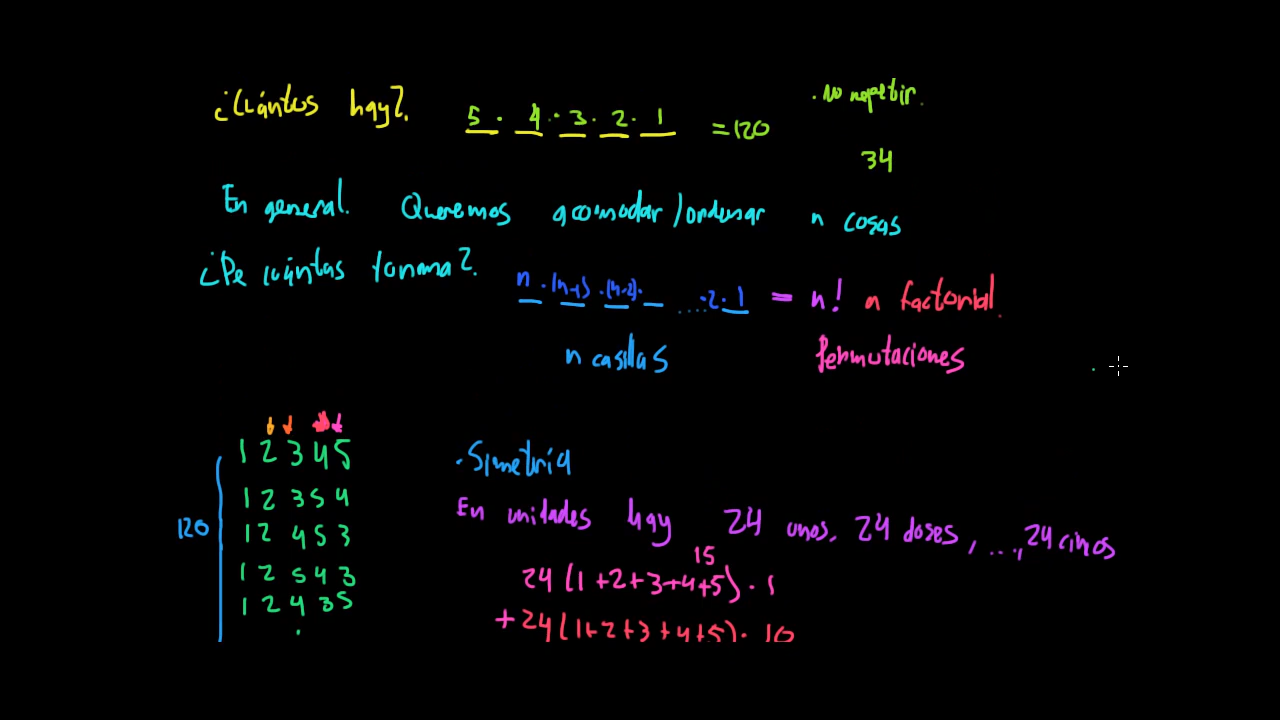 ¿Cuántos hay? 5 · 4 · 3 · 2 · 1 = 120
· No repetir.
34
En general. Queremos acomodar/ordenar n cosas
¿De cuántas forma?. n · (n-1) · (n-2) · ..... · 2 · 1 = n! n factorial.
n casillas
Permutaciones
1 2 3 4 5
· Simetría
1 2 3 5 4
En unidades hay 24 unos, 24 doses, ..., 24 cincos
120
1 2 4 5 3
15
1 2 5 4 3
24 (1+2+3+4+5) · 1
1 2 4 3 5
+ 24 (1+2+3+4+5) · 10